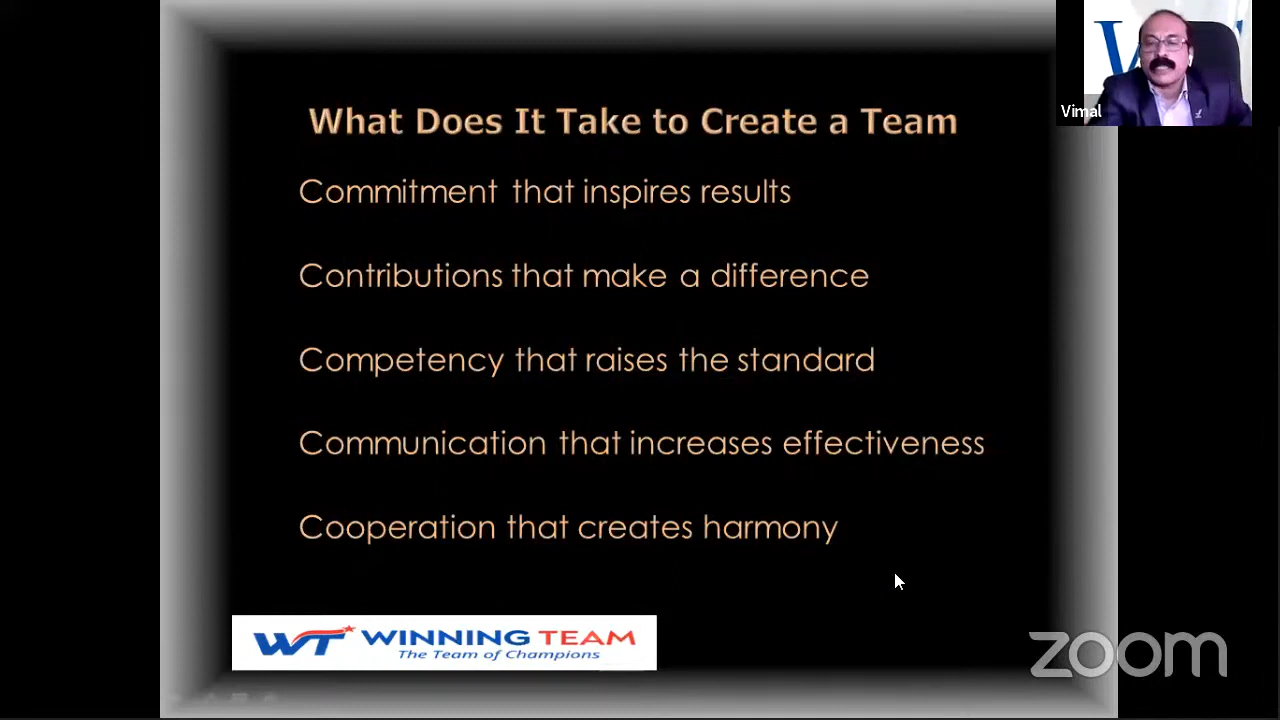 What Does It Take to Create a Team
Commitment that inspires results
Contributions that make a difference
Competency that raises the standard
Communication that increases effectiveness
Cooperation that creates harmony
WT WINNING TEAM
The Team of Champions
Vimal
zoom